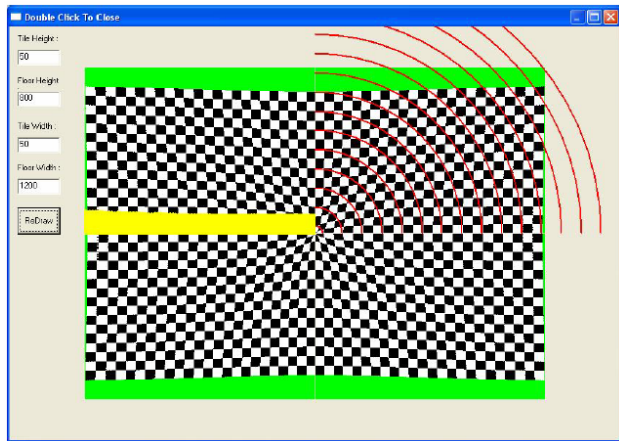 Double Click To Close
Tile Height :
50
Floor Height
800
Tile Width :
50
Floor Width :
1200
ReDraw